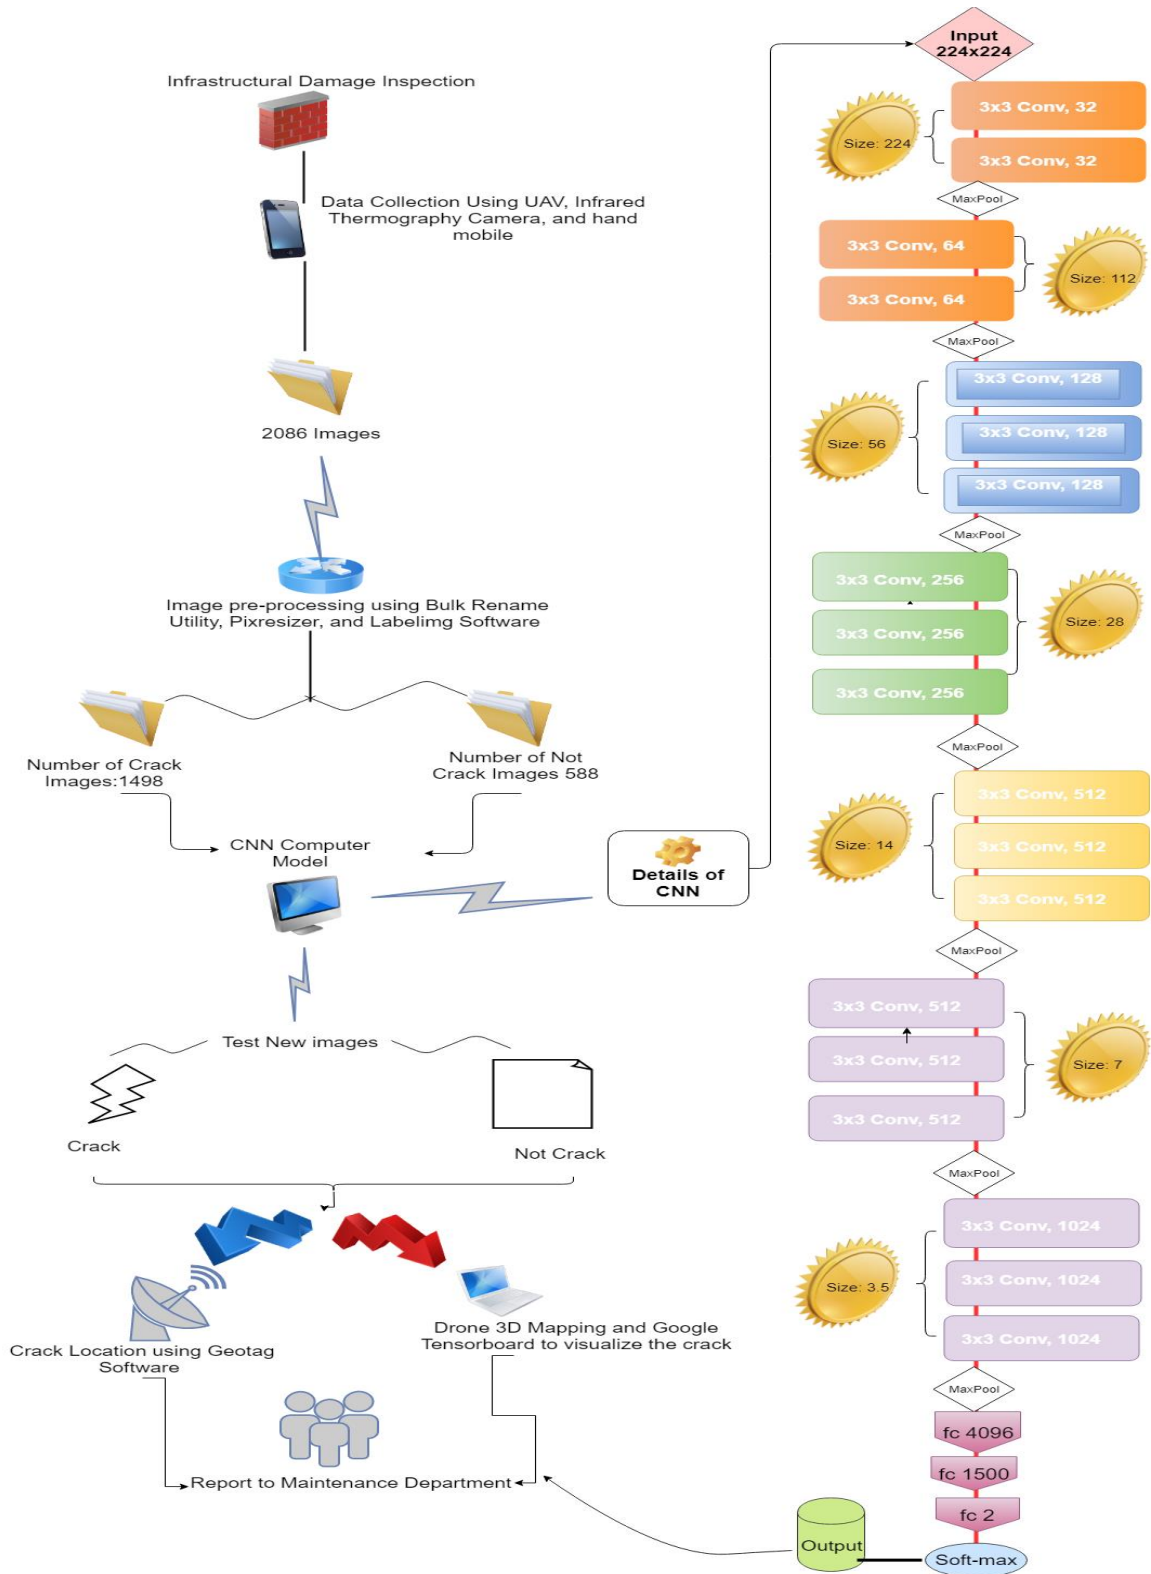 Infrastructural Damage Inspection
Data Collection Using UAV, Infrared
Thermography Camera, and hand
mobile
2086 Images
Image pre-processing using Bulk Rename
Utility, Pixresizer, and Labelimg Software
Number of Crack
Images:1498
Number of Not
Crack Images 588
CNN Computer
Model
Details of
CNN
Test New images
Crack
Not Crack
Crack Location using Geotag
Software
Drone 3D Mapping and Google
Tensorboard to visualize the crack
Report to Maintenance Department
Input
224x224
3x3 Conv, 32
Size: 224
3x3 Conv, 32
MaxPool
3x3 Conv, 64
Size: 112
3x3 Conv, 64
MaxPool
3x3 Conv, 128
3x3 Conv, 128
Size: 56
3x3 Conv, 128
MaxPool
3x3 Conv, 256
Size: 28
3x3 Conv, 256
3x3 Conv, 256
MaxPool
3x3 Conv, 512
Size: 14
3x3 Conv, 512
3x3 Conv, 512
MaxPool
3x3 Conv, 512
3x3 Conv, 512
Size: 7
3x3 Conv, 512
MaxPool
3x3 Conv, 1024
3x3 Conv, 1024
Size: 3.5
3x3 Conv, 1024
MaxPool
fc 4096
fc 1500
fc 2
Output
Soft-max